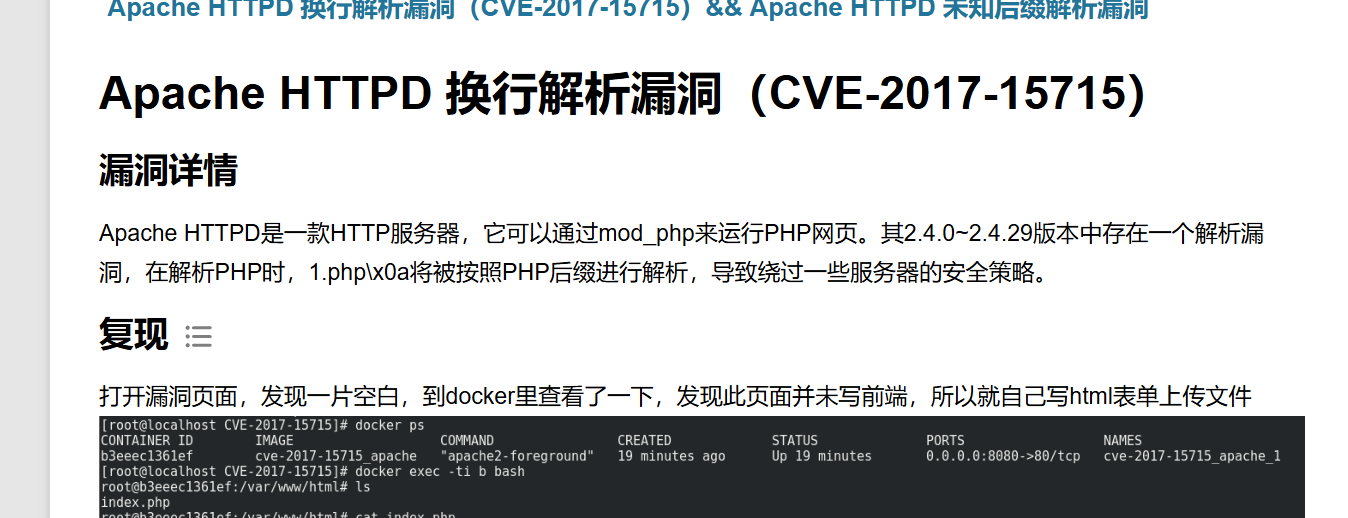 Apache HTTPD 换行解析漏洞（CVE-2017-15715）&& Apache HTTPD 未知后缀解析漏洞
Apache HTTPD 换行解析漏洞（CVE-2017-15715）
漏洞详情
Apache HTTPD是一款HTTP服务器，它可以通过mod_php来运行PHP网页。其2.4.0~2.4.29版本中存在一个解析漏
洞，在解析PHP时，1.php\x0a将被按照PHP后缀进行解析，导致绕过一些服务器的安全策略。
复现
打开漏洞页面，发现一片空白，到docker里查看了一下，发现此页面并未写前端，所以就自己写html表单上传文件
[root@localhost CVE-2017-15715]# docker ps
CONTAINER ID IMAGE COMMAND CREATED STATUS PORTS NAMES
b3eeec1361ef cve-2017-15715_apache "apache2-foreground" 19 minutes ago Up 19 minutes 0.0.0.0:8080->80/tcp cve-2017-15715_apache_1
[root@localhost CVE-2017-15715]# docker exec -ti b bash
root@b3eeec1361ef:/var/www/html# ls
index.php
root@b3eeec1361ef:/var/www/html# cat index.php